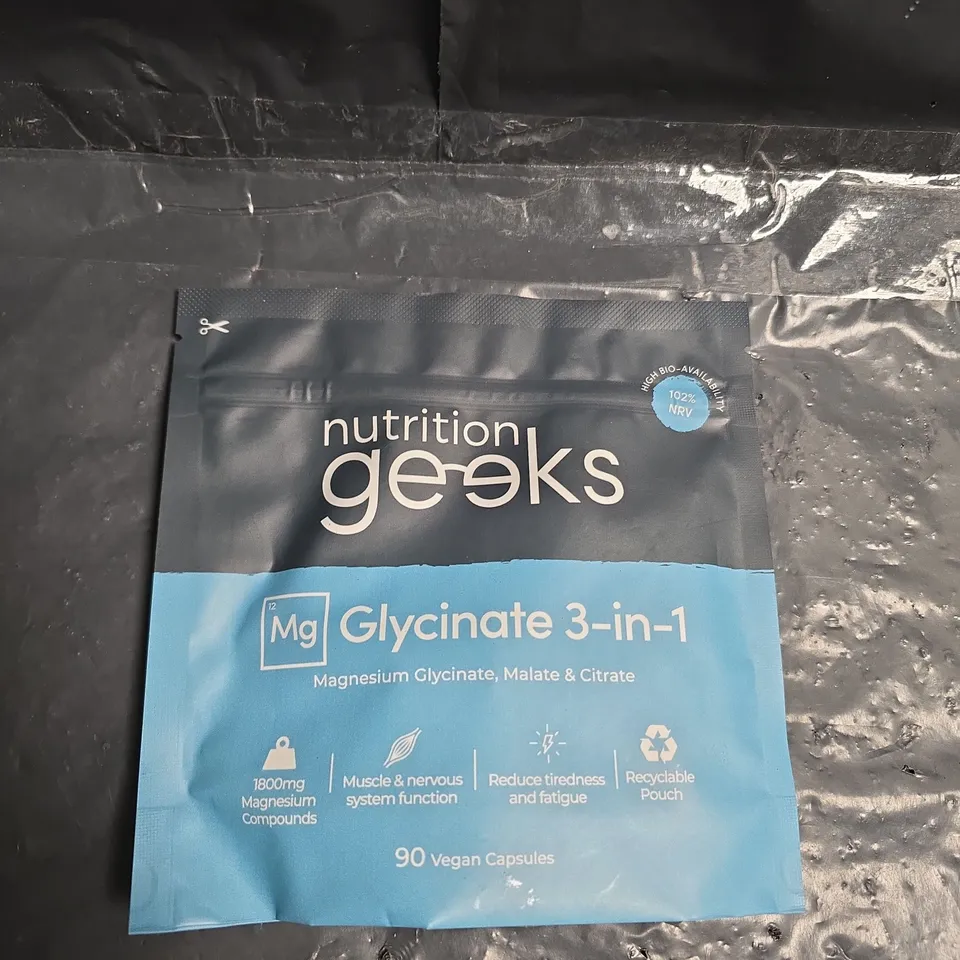 HIGH BIO-AVAILABILITY
102%
NRV
nutrition
geeks
12
Mg
Glycinate 3-in-1
Magnesium Glycinate, Malate & Citrate
1800mg
Magnesium
Compounds
Muscle & nervous
system function
Reduce tiredness
and fatigue
Recyclable
Pouch
90 Vegan Capsules